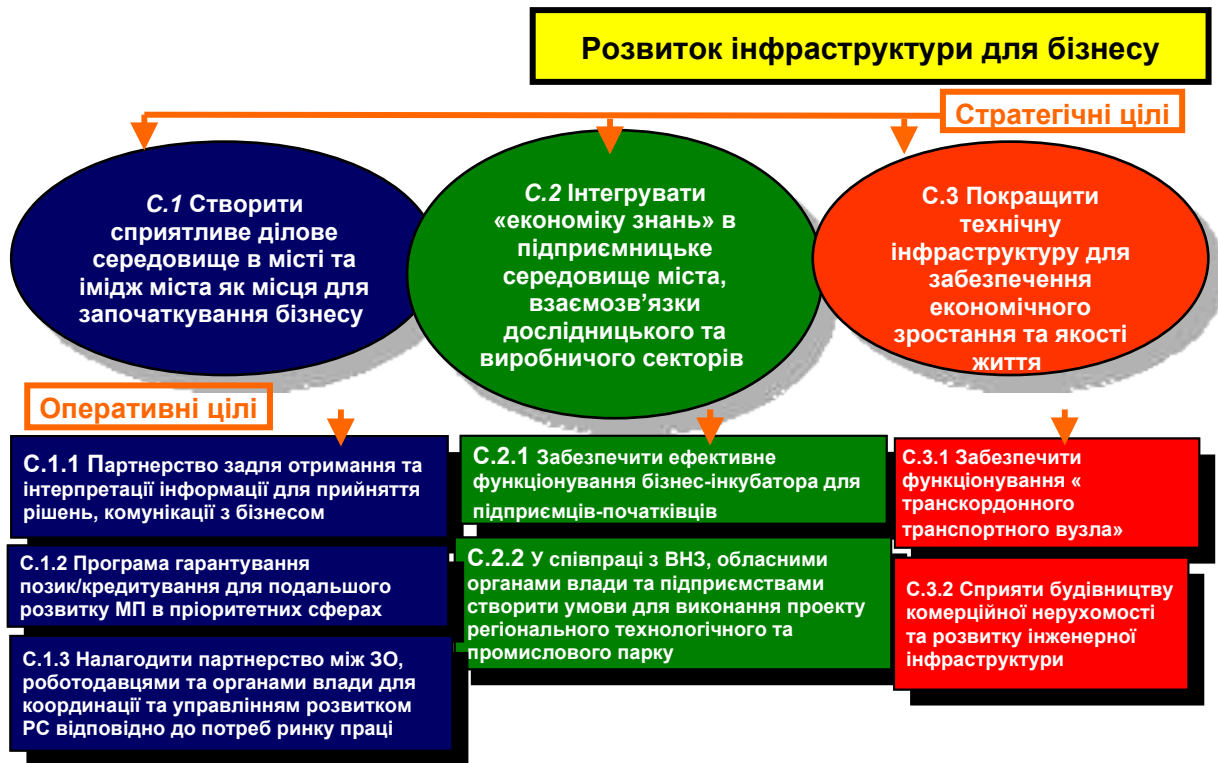 Розвиток інфраструктури для бізнесу
Стратегічні цілі
С.1 Створити
сприятливе ділове
середовище в місті та
імідж міста як місця для
започаткування бізнесу
С.2 Інтегрувати
«економіку знань» в
підприємницьке
середовище міста,
взаємозв’язки
дослідницького та
виробничого секторів
С.3 Покращити
технічну
інфраструктуру для
забезпечення
економічного
зростання та якості
життя
Оперативні цілі
С.1.1 Партнерство задля отримання та
інтерпретації інформації для прийняття
рішень, комунікації з бізнесом
С.1.2 Програма гарантування
позик/кредитування для подальшого
розвитку МП в пріоритетних сферах
С.1.3 Налагодити партнерство між ЗО,
роботодавцями та органами влади для
координації та управлінням розвитком
РС відповідно до потреб ринку праці
С.2.1 Забезпечити ефективне
функціонування бізнес-інкубатора для
підприємців-початківців
С.2.2 У співпраці з ВНЗ, обласними
органами влади та підприємствами
створити умови для виконання проекту
регіонального технологічного та
промислового парку
С.3.1 Забезпечити
функціонування «
транскордонного
транспортного вузла»
С.3.2 Сприяти будівництву
комерційної нерухомості
та розвитку інженерної
інфраструктури